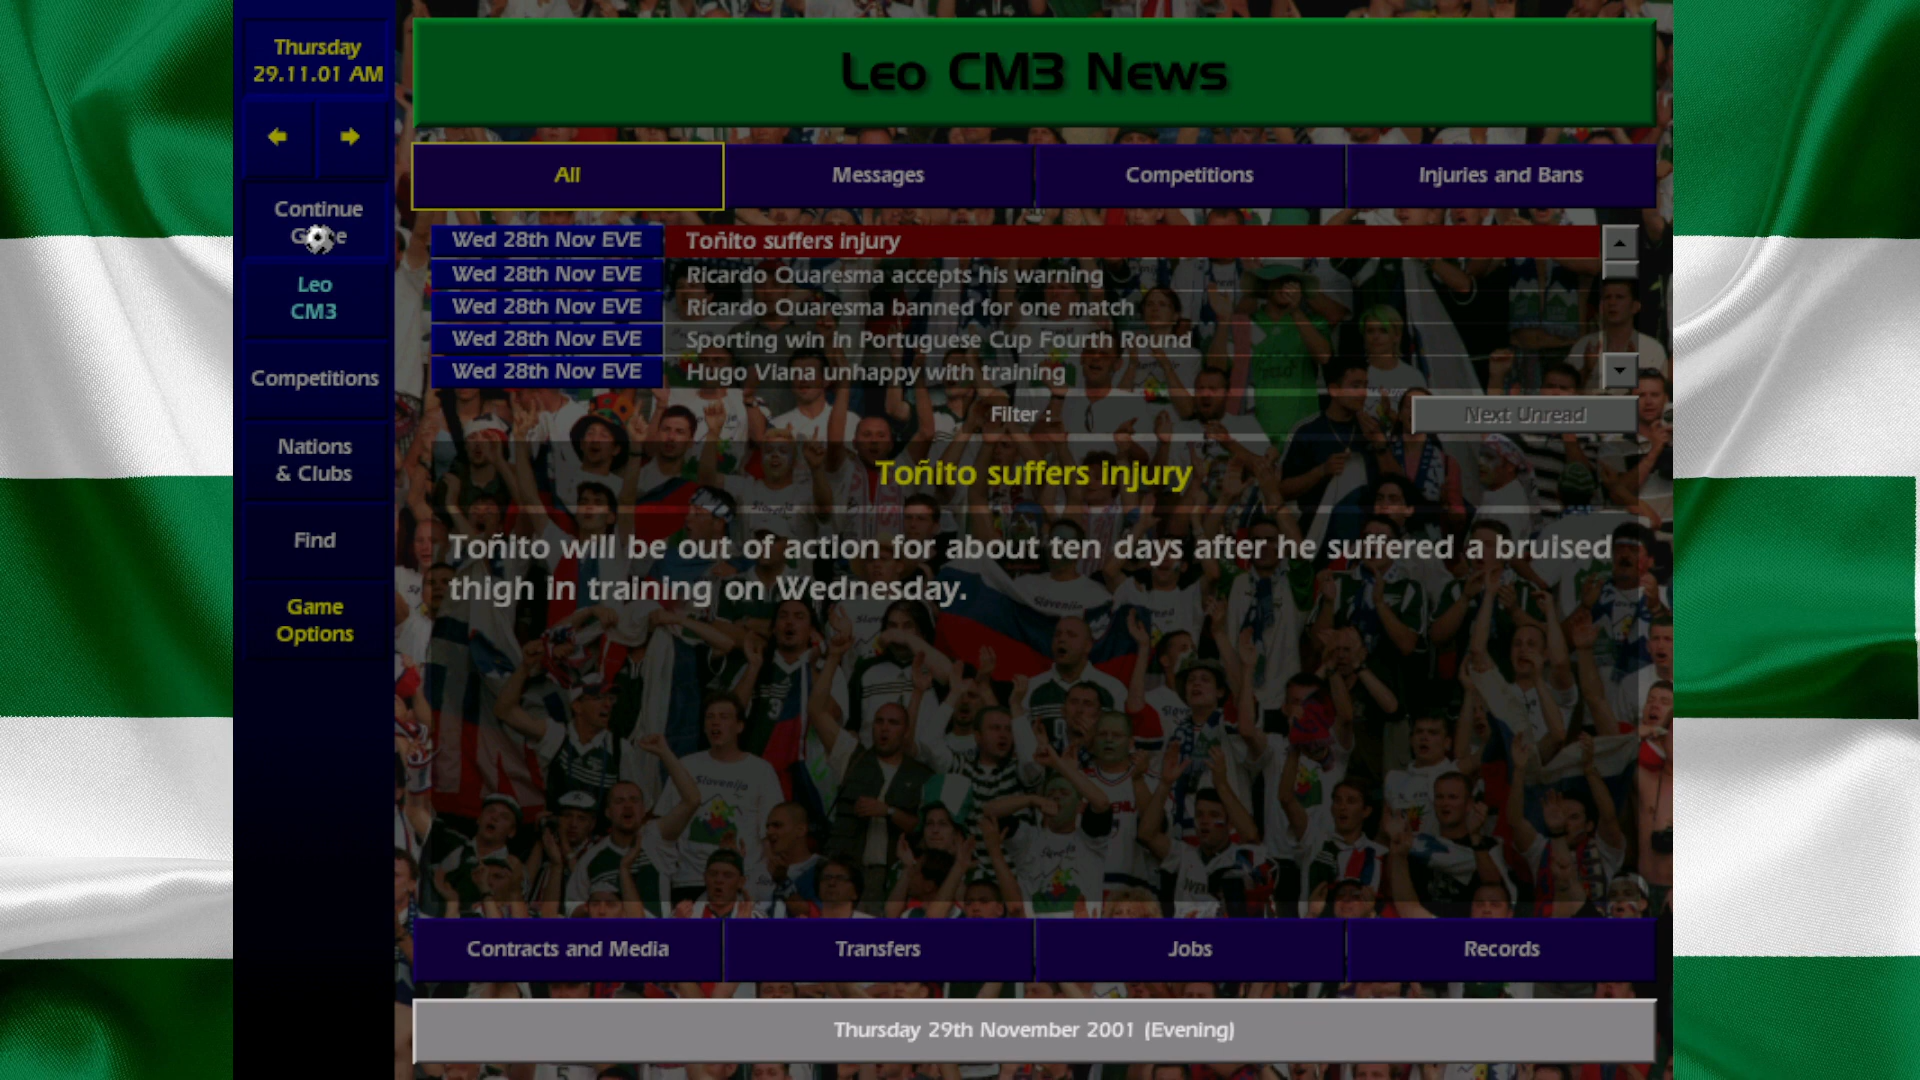 Thursday
29.11.01 AM
Continue
Leo
CM3
Competitions
Nations
& Clubs
Find
Game
Options
Leo CM3 News
All
Messages
Competitions
Injuries and Bans
Wed 28th Nov EVE Toñito suffers injury
Wed 28th Nov EVE Ricardo Quaresma accepts his warning
Wed 28th Nov EVE Ricardo Quaresma banned for one match
Wed 28th Nov EVE Sporting win in Portuguese Cup Fourth Round
Wed 28th Nov EVE Hugo Viana unhappy with training
Filter :
Next Unread
Toñito suffers injury
Toñito will be out of action for about ten days after he suffered a bruised
thigh in training on Wednesday.
Slovenija
Contracts and Media
Transfers
Jobs
Records
Thursday 29th November 2001 (Evening)